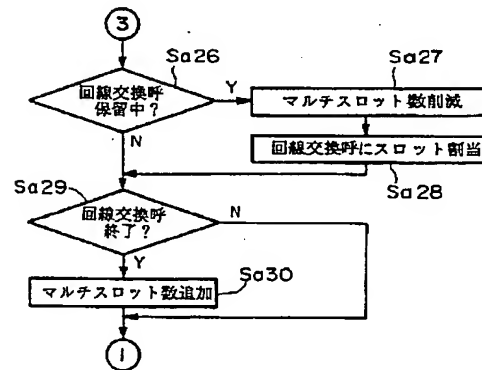 3
Sa26
回線交換呼
保留中?
Y
Sa27
マルチスロット数削減
N
回線交換呼にスロット割当
Sa28
Sa29
回線交換呼
終了?
N
Y
Sa30
マルチスロット数追加
1